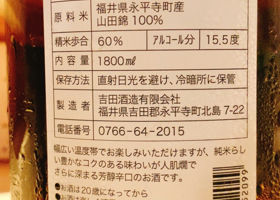 福井県永平寺町産
原料米 山田錦 100%
精米歩合 60% アルコール分 15.5度
内容量 1800㎖
保存方法 直射日光を避け、冷暗所に保管
製造者 吉田酒造有限会社
福井県吉田郡永平寺町北島 7-22
電話番号 0766-64-2015
幅広い温度帯でお楽しみいただけますが、純米らし
い豊かなコクのある味わいが人肌燗で
さらに深まる芳醇辛口のお酒です。
●お酒は20歳になってから
52099